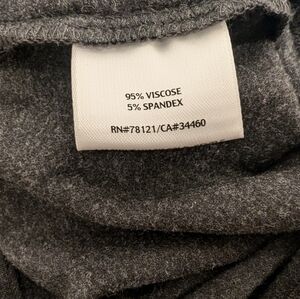 95% VISCOSE
5% SPANDEX
RN#78121/CA#34460